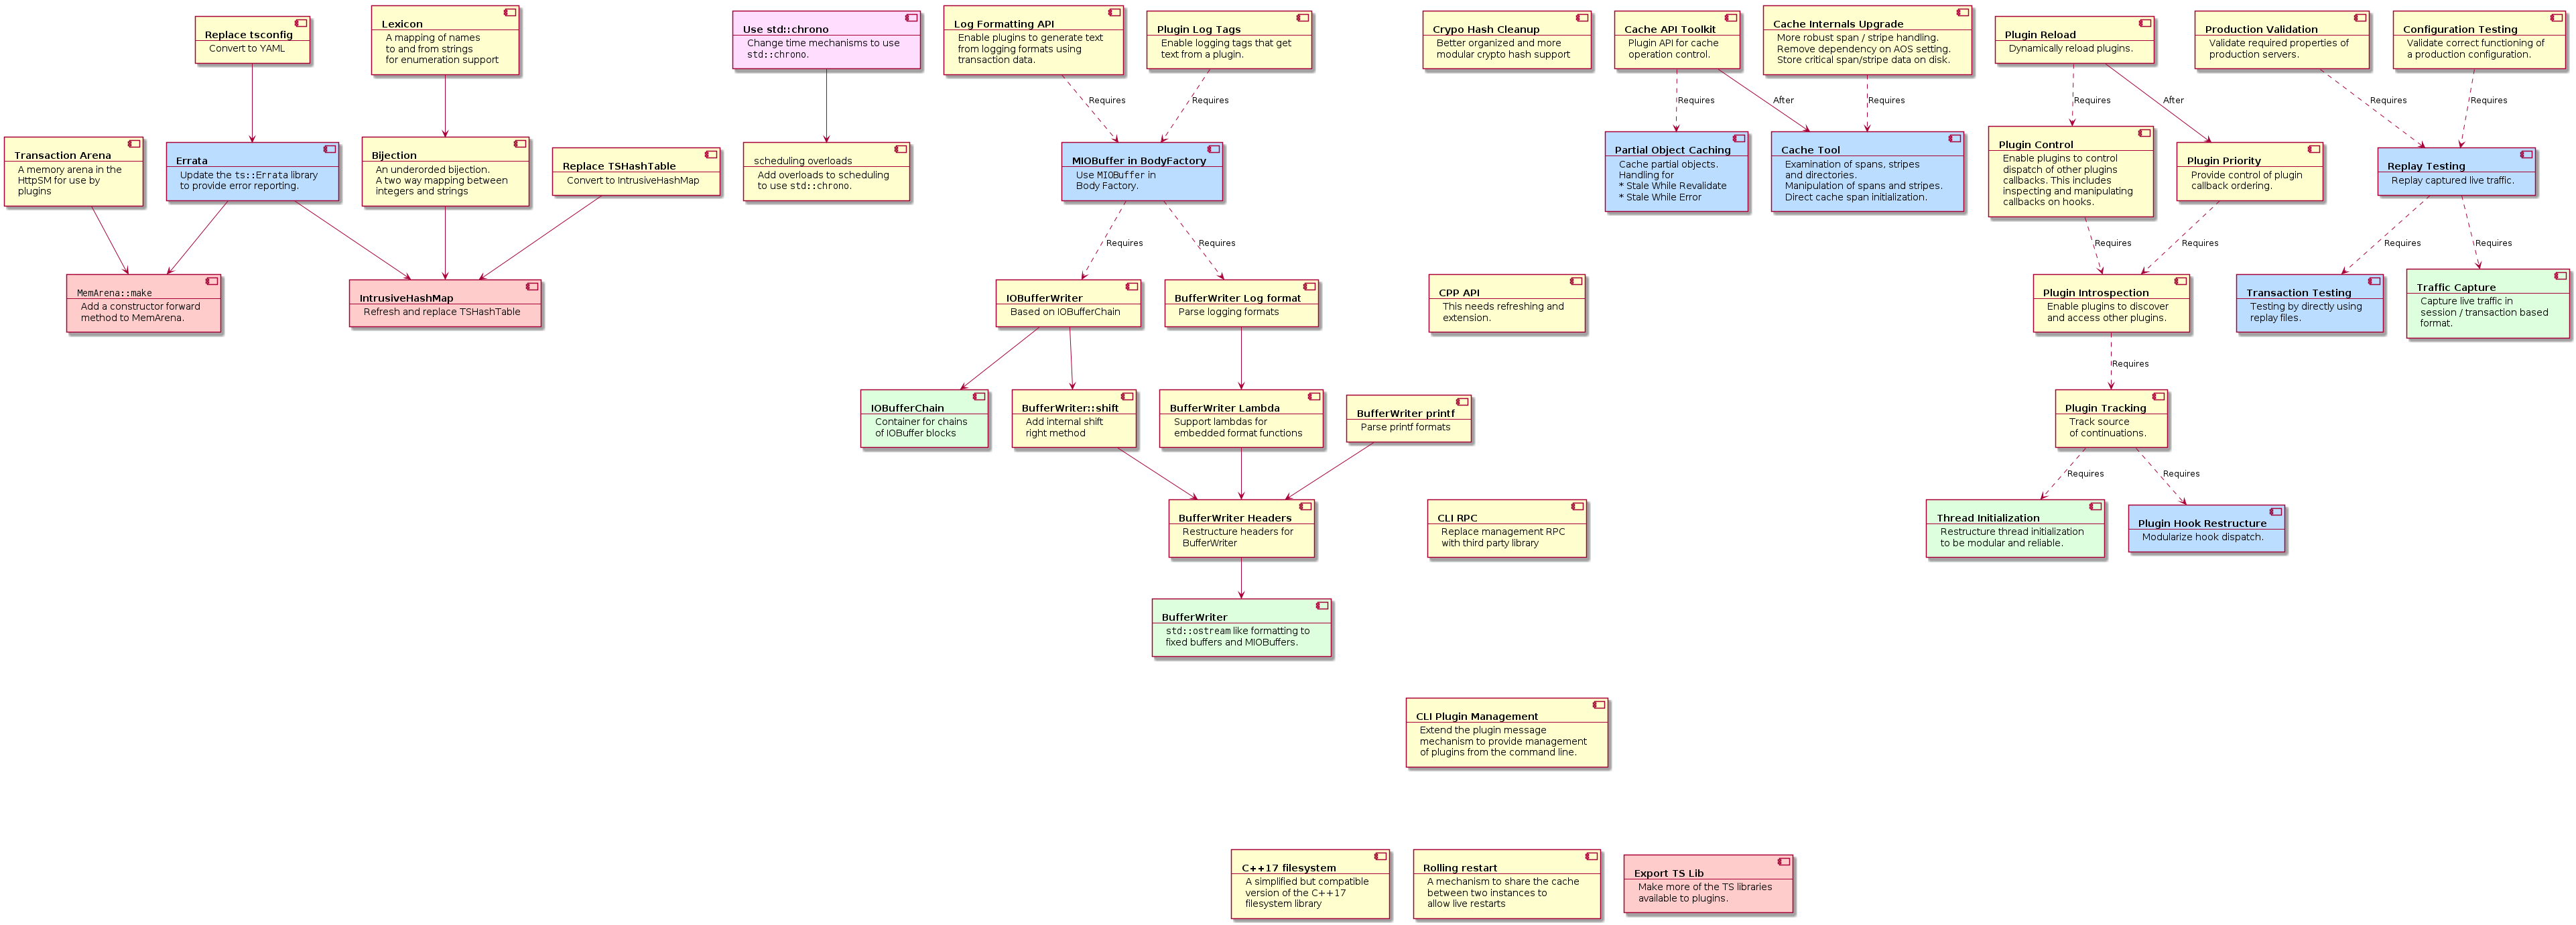 Replace tsconfig
Convert to YAML
Lexicon
A mapping of names
to and from strings
for enumeration support
Use std::chrono
Change time mechanisms to use
std::chrono.
Log Formatting API
Enable plugins to generate text
from logging formats using
transaction data.
Plugin Log Tags
Enable logging tags that get
text from a plugin.
Crypo Hash Cleanup
Better organized and more
modular crypto hash support
Cache API Toolkit
Plugin API for cache
operation control.
Cache Internals Upgrade
More robust span / stripe handling.
Remove dependency on AOS setting.
Store critical span/stripe data on disk.
Plugin Reload
Dynamically reload plugins.
Production Validation
Validate required properties of
production servers.
Configuration Testing
Validate correct functioning of
a production configuration.
Requires
Requires
Requires
After
Requires
Requires
After
Requires
Requires
Transaction Arena
A memory arena in the
HttpSM for use by
plugins
Errata
Update the ts::Errata library
to provide error reporting.
Bijection
An underorded bijection.
A two way mapping between
integers and strings
Replace TSHashTable
Convert to IntrusiveHashMap
scheduling overloads
Add overloads to scheduling
to use std::chrono.
MIOBuffer in BodyFactory
Use MIOBuffer in
Body Factory.
Partial Object Caching
Cache partial objects.
Handling for
* Stale While Revalidate
* Stale While Error
Cache Tool
Examination of spans, stripes
and directories.
Manipulation of spans and stripes.
Direct cache span initialization.
Plugin Control
Enable plugins to control
dispatch of other plugins
callbacks. This includes
inspecting and manipulating
callbacks on hooks.
Plugin Priority
Provide control of plugin
callback ordering.
Replay Testing
Replay captured live traffic.
Requires
Requires
Requires
Requires
Requires
Requires
MemArena::make
Add a constructor forward
method to MemArena.
IntrusiveHashMap
Refresh and replace TSHashTable
IOBufferWriter
Based on IOBufferChain
BufferWriter Log format
Parse logging formats
CPP API
This needs refreshing and
extension.
Plugin Introspection
Enable plugins to discover
and access other plugins.
Transaction Testing
Testing by directly using
replay files.
Traffic Capture
Capture live traffic in
session / transaction based
format.
Requires
IOBufferChain
Container for chains
of IOBuffer blocks
BufferWriter::shift
Add internal shift
right method
BufferWriter Lambda
Support lambdas for
embedded format functions
BufferWriter printf
Parse printf formats
Plugin Tracking
Track source
of continuations.
Requires
Requires
BufferWriter Headers
Restructure headers for
BufferWriter
CLI RPC
Replace management RPC
with third party library
Thread Initialization
Restructure thread initialization
to be modular and reliable.
Plugin Hook Restructure
Modularize hook dispatch.
BufferWriter
std::ostream like formatting to
fixed buffers and MIOBuffers.
CLI Plugin Management
Extend the plugin message
mechanism to provide management
of plugins from the command line.
C++17 filesystem
A simplified but compatible
version of the C++17
filesystem library
Rolling restart
A mechanism to share the cache
between two instances to
allow live restarts
Export TS Lib
Make more of the TS libraries
available to plugins.